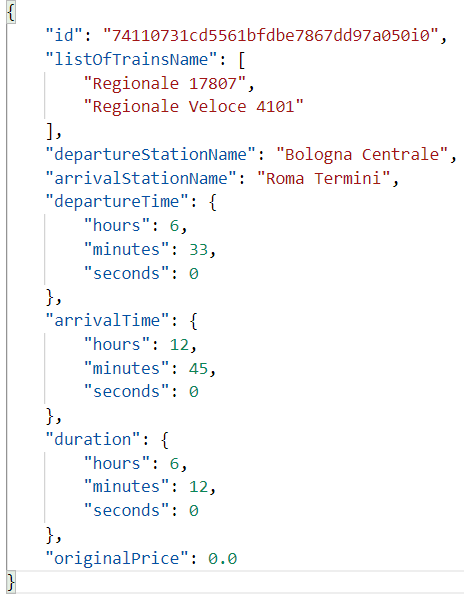 {
"id": "74110731cd5561bfdbe7867dd97a050i0",
"listOfTrainsName": [
"Regionale 17807",
"Regionale Veloce 4101"
],
"departureStationName": "Bologna Centrale",
"arrivalStationName": "Roma Termini",
"departureTime": {
"hours": 6,
"minutes": 33,
"seconds": 0
},
"arrivalTime": {
"hours": 12,
"minutes": 45,
"seconds": 0
},
"duration": {
"hours": 6,
"minutes": 12,
"seconds": 0
},
"originalPrice": 0.0
}